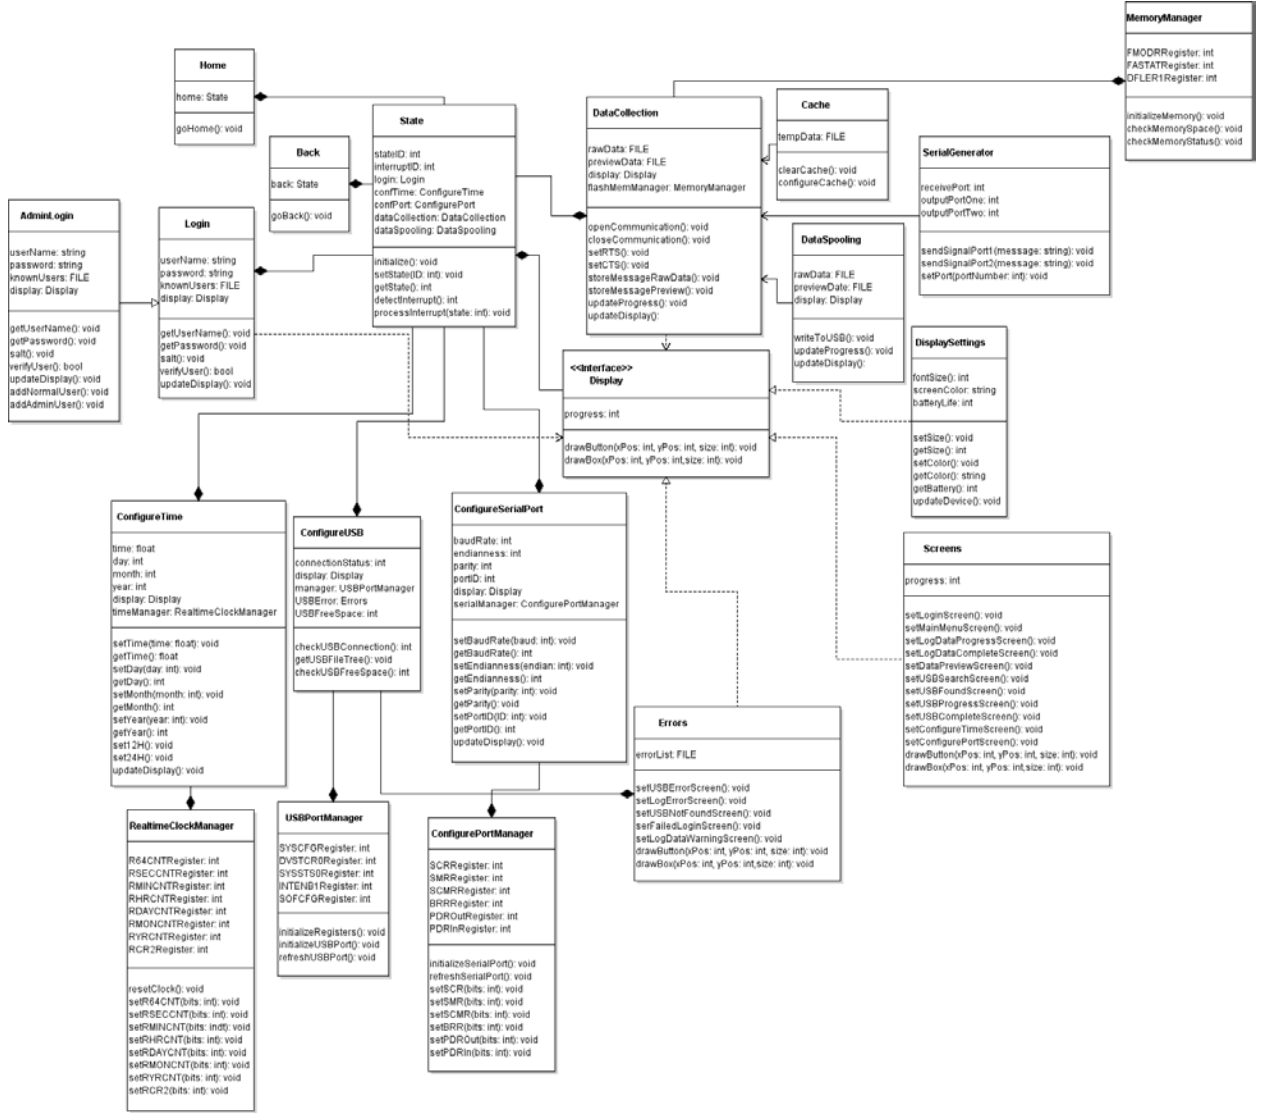 MemoryManager
FMODRRegister: int
FASTATRegister: int
DFLER1Register: int
initializeMemory(): void
checkMemorySpace(): void
checkMemoryStatus(): void
Home
home: State
goHome(): void
State
stateID: int
interruptID: int
login: Login
confTime: ConfigureTime
confPort: ConfigurePort
dataCollection: DataCollection
dataSpooling: DataSpooling
initialize(): void
setState(ID: int): void
getState(): int
detectInterrupt(): int
processInterrupt(state: int): void
DataCollection
rawData: FILE
previewData: FILE
display: Display
flashMemManager: MemoryManager
openCommunication(): void
closeCommunication(): void
setRTS(): void
setCTS(): void
storeMessageRawData(): void
storeMessagePreview(): void
updateProgress(): void
updateDisplay():
Cache
tempData: FILE
clearCache(): void
configureCache(): void
SerialGenerator
receivePort: int
outputPortOne: int
outputPortTwo: int
sendSignalPort1(message: string): void
sendSignalPort2(message: string): void
setPort(portNumber: int): void
Back
back: State
goBack(): void
AdminLogin
userName: string
password: string
knownUsers: FILE
display: Display
getUserName(): void
getPassword(): void
salt(): void
verifyUser(): bool
updateDisplay(): void
addNormalUser(): void
addAdminUser(): void
Login
userName: string
password: string
knownUsers: FILE
display: Display
getUserName(): void
getPassword(): void
salt(): void
verifyUser(): bool
updateDisplay(): void
DataSpooling
rawData: FILE
previewDate: FILE
display: Display
writeToUSB(): void
updateProgress(): void
updateDisplay():
DisplaySettings
fontSize(): int
screenColor: string
batteryLife: int
setSize(): void
getSize(): int
setColor(): void
getColor(): string
getBattery(): int
updateDevice(): void
<<Interface>>
Display
progress: int
drawButton(xPos: int, yPos: int, size: int): void
drawBox(xPos: int, yPos: int,size: int): void
ConfigureTime
time: float
day: int
month: int
year: int
display: Display
timeManager: RealtimeClockManager
setTime(time: float): void
getTime(): float
setDay(day: int): void
getDay(): int
setMonth(month: int): void
getMonth(): int
setYear(year: int): void
getYear(): int
set12H(): void
set24H(): void
updateDisplay(): void
ConfigureUSB
connectionStatus: int
display: Display
manager: USBPortManager
USBError: Errors
USBFreeSpace: int
checkUSBConnection(): int
getUSBFileTree(): void
checkUSBFreeSpace(): int
ConfigureSerialPort
baudRate: int
endianness: int
parity: int
portID: int
display: Display
serialManager: ConfigurePortManager
setBaudRate(baud: int): void
getBaudRate(): int
setEndianness(endian: int): void
getEndianness(): int
setParity(parity: int): void
getParity(): void
setPortID(ID: int): void
getPortID(): int
updateDisplay(): void
Screens
progress: int
setLoginScreen(): void
setMainMenuScreen(): void
setLogDataProgressScreen(): void
setLogDataCompleteScreen(): void
setDataPreviewScreen(): void
setUSBSearchScreen(): void
setUSBFoundScreen(): void
setUSBProgressScreen(): void
setUSBCompleteScreen(): void
setConfigureTimeScreen(): void
setConfigurePortScreen(): void
drawButton(xPos: int, yPos: int, size: int): void
drawBox(xPos: int, yPos: int,size: int): void
Errors
errorList: FILE
setUSBErrorScreen(): void
setLogErrorScreen(): void
setUSBNotFoundScreen(): void
serFailedLoginScreen(): void
setLogDataWarningScreen(): void
drawButton(xPos: int, yPos: int, size: int): void
drawBox(xPos: int, yPos: int,size: int): void
RealtimeClockManager
R64CNTRegister: int
RSECCNTRegister: int
RMINCNTRegister: int
RHRCNTRegister: int
RDAYCNTRegister: int
RMONCNTRegister: int
RYRCNTRegister: int
RCR2Register: int
resetClock(): void
setR64CNT(bits: int): void
setRSECCNT(bits: int): void
setRMINCNT(bits: indt): void
setRHRCNT(bits: int): void
setRDAYCNT(bits: int): void
setRMONCNT(bits: int): void
setRYRCNT(bits: int): void
setRCR2(bits: int): void
USBPortManager
SYSCFGRegister: int
DVSTCR0Register: int
SYSSTS0Register: int
INTENB1Register: int
SOFCFGRegister: int
initializeRegisters(): void
initializeUSBPort(): void
refreshUSBPort(): void
ConfigurePortManager
SCRRegister: int
SMRRegister: int
SCMRRegister: int
BRRRegister: int
PDROutRegister: int
PDRInRegister: int
initializeSerialPort(): void
refreshSerialPort(): void
setSCR(bits: int): void
setSMR(bits: int): void
setSCMR(bits: int): void
setBRR(bits: int): void
setPDROut(bits: int): void
setPDRIn(bits: int): void